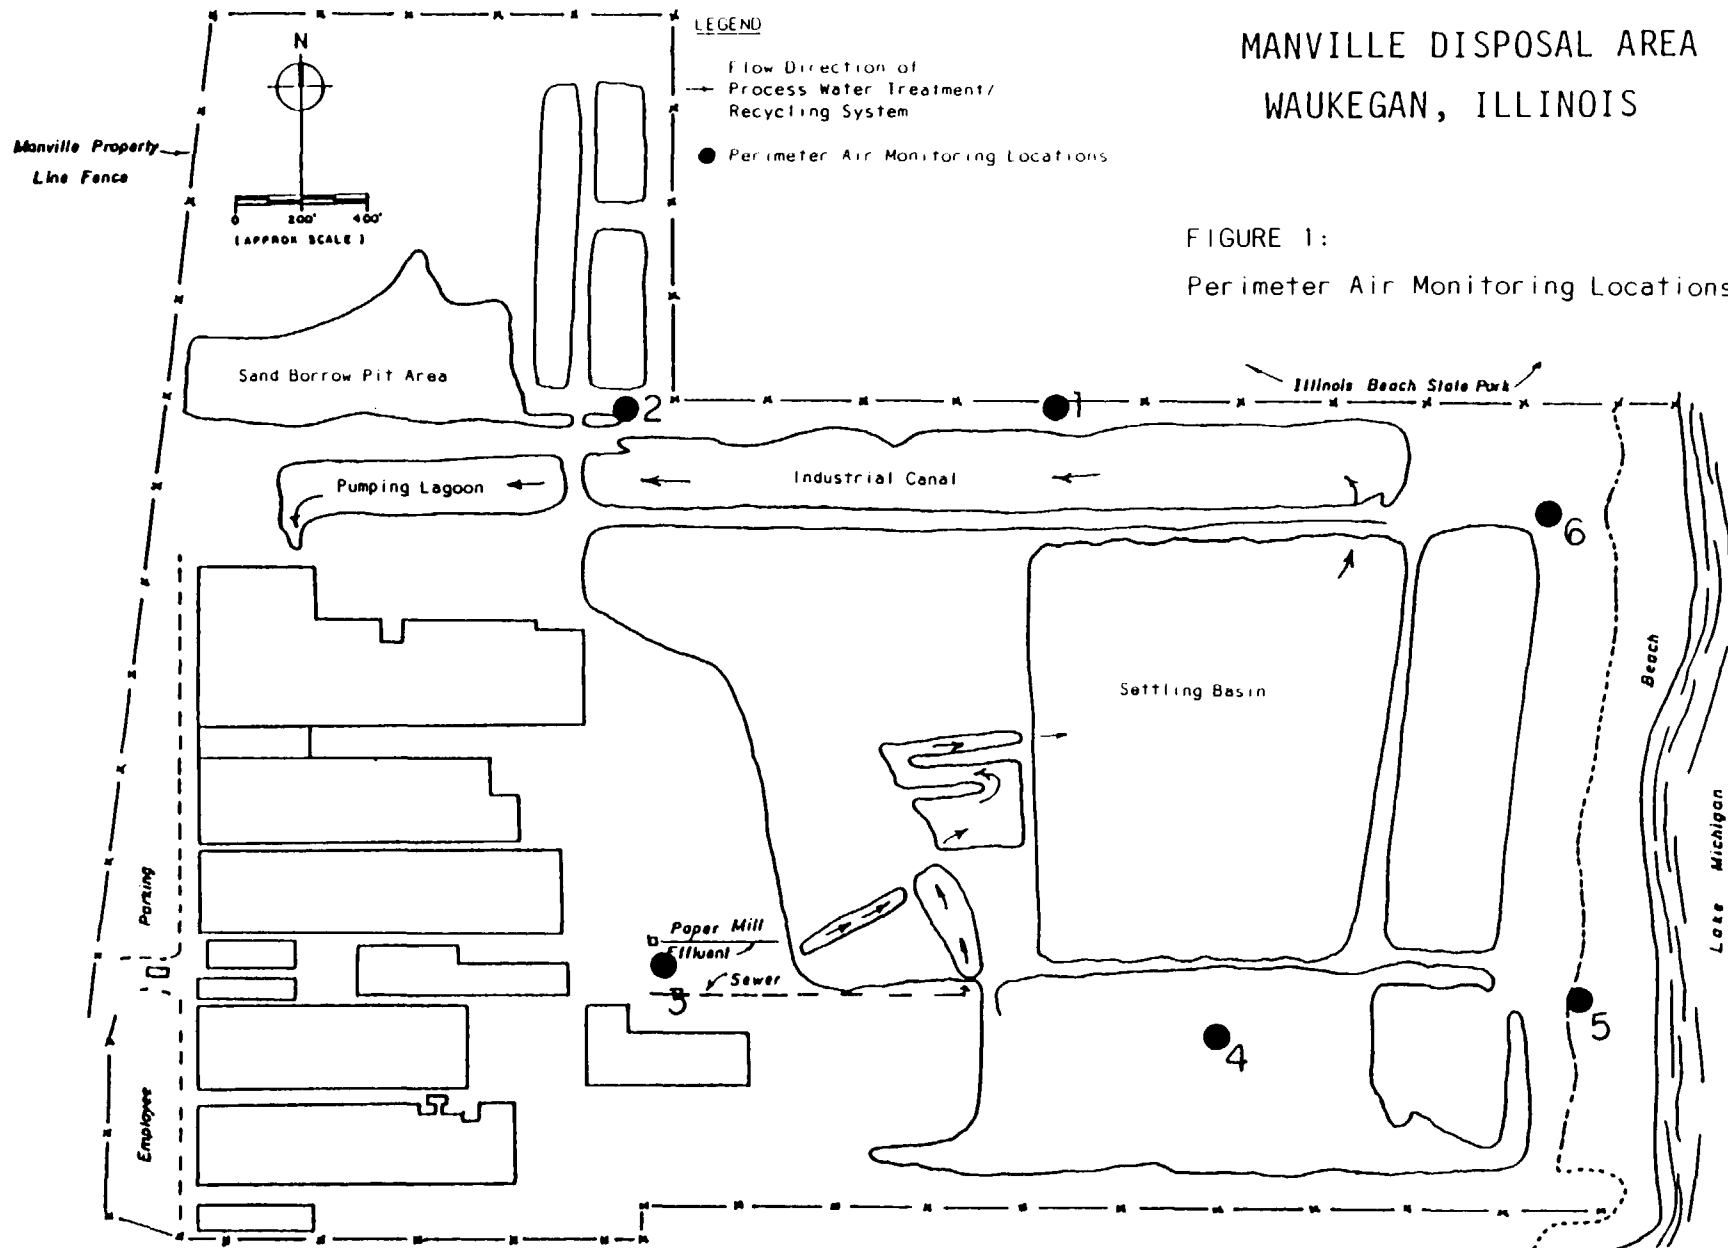 MANVILLE DISPOSAL AREA
WAUKEGAN, ILLINOIS
LEGEND
Flow Direction of
Process Water Treatment/
Recycling System
Perimeter Air Monitoring Locations
FIGURE 1:
Perimeter Air Monitoring Locations
N
0 200' 400'
(APPROX SCALE)
Manville Property
Line Fence
Sand Borrow Pit Area
2
1
Illinois Beach State Park
Pumping Lagoon
Industrial Canal
6
Beach
Settling Basin
Lake Michigan
Parking
Paper Mill
Effluent
Sewer
3
4
5
Employee